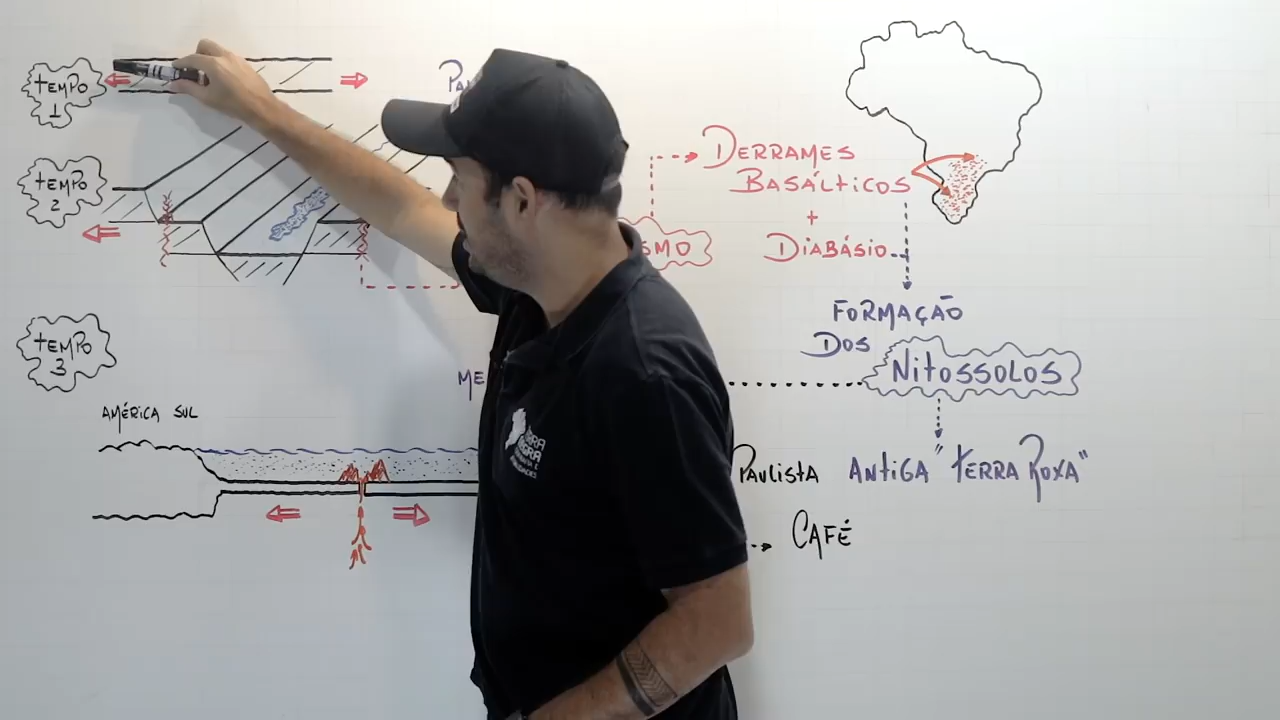 tEMPO
1
tEMPO
2
tEMPO
3
AMÉRICA SUL
DERRAMES
BASÁLTICOS
+
DIABÁSIO
FORMAÇÃO
DOS
NitOSSOLOS
PAULISTA ANTIGA "tERRA ROXA"
CAFÉ